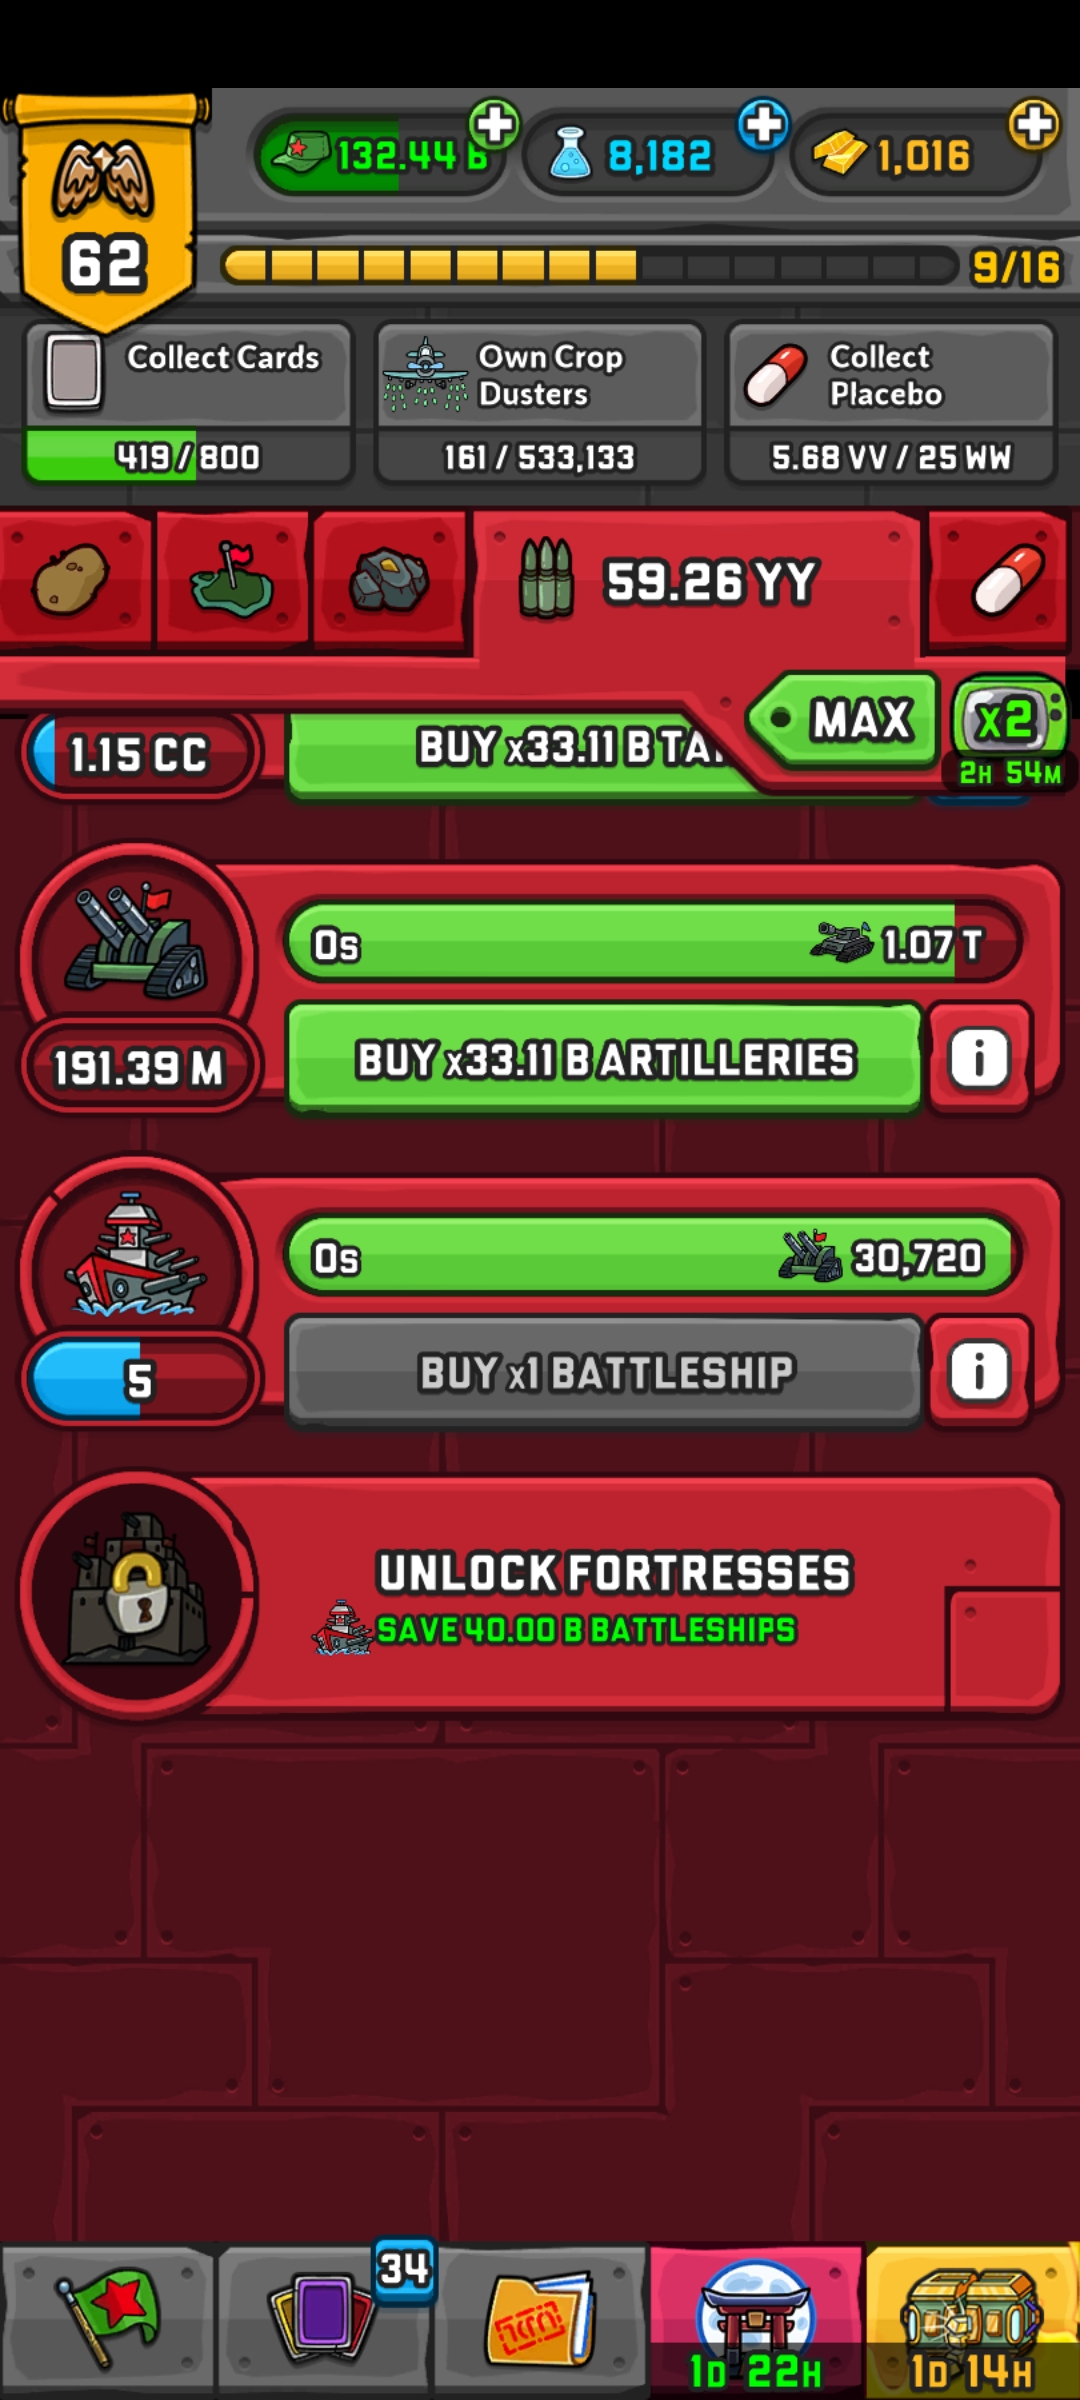 132.44 B
8,182
1,016
62
9/16
Collect Cards
419 / 800
Own Crop
Dusters
161 / 533,133
Collect
Placebo
5.68 VV / 25 WW
59.26 YY
MAX
x2
2H 54M
1.15 CC
BUY x33.11 B
0s
1.07 T
191.39 M
BUY x33.11 B ARTILLERIES
i
0s
30,720
5
BUY x1 BATTLESHIP
i
UNLOCK FORTRESSES
SAVE 40.00 B BATTLESHIPS
34
1D 22H
1D 14H